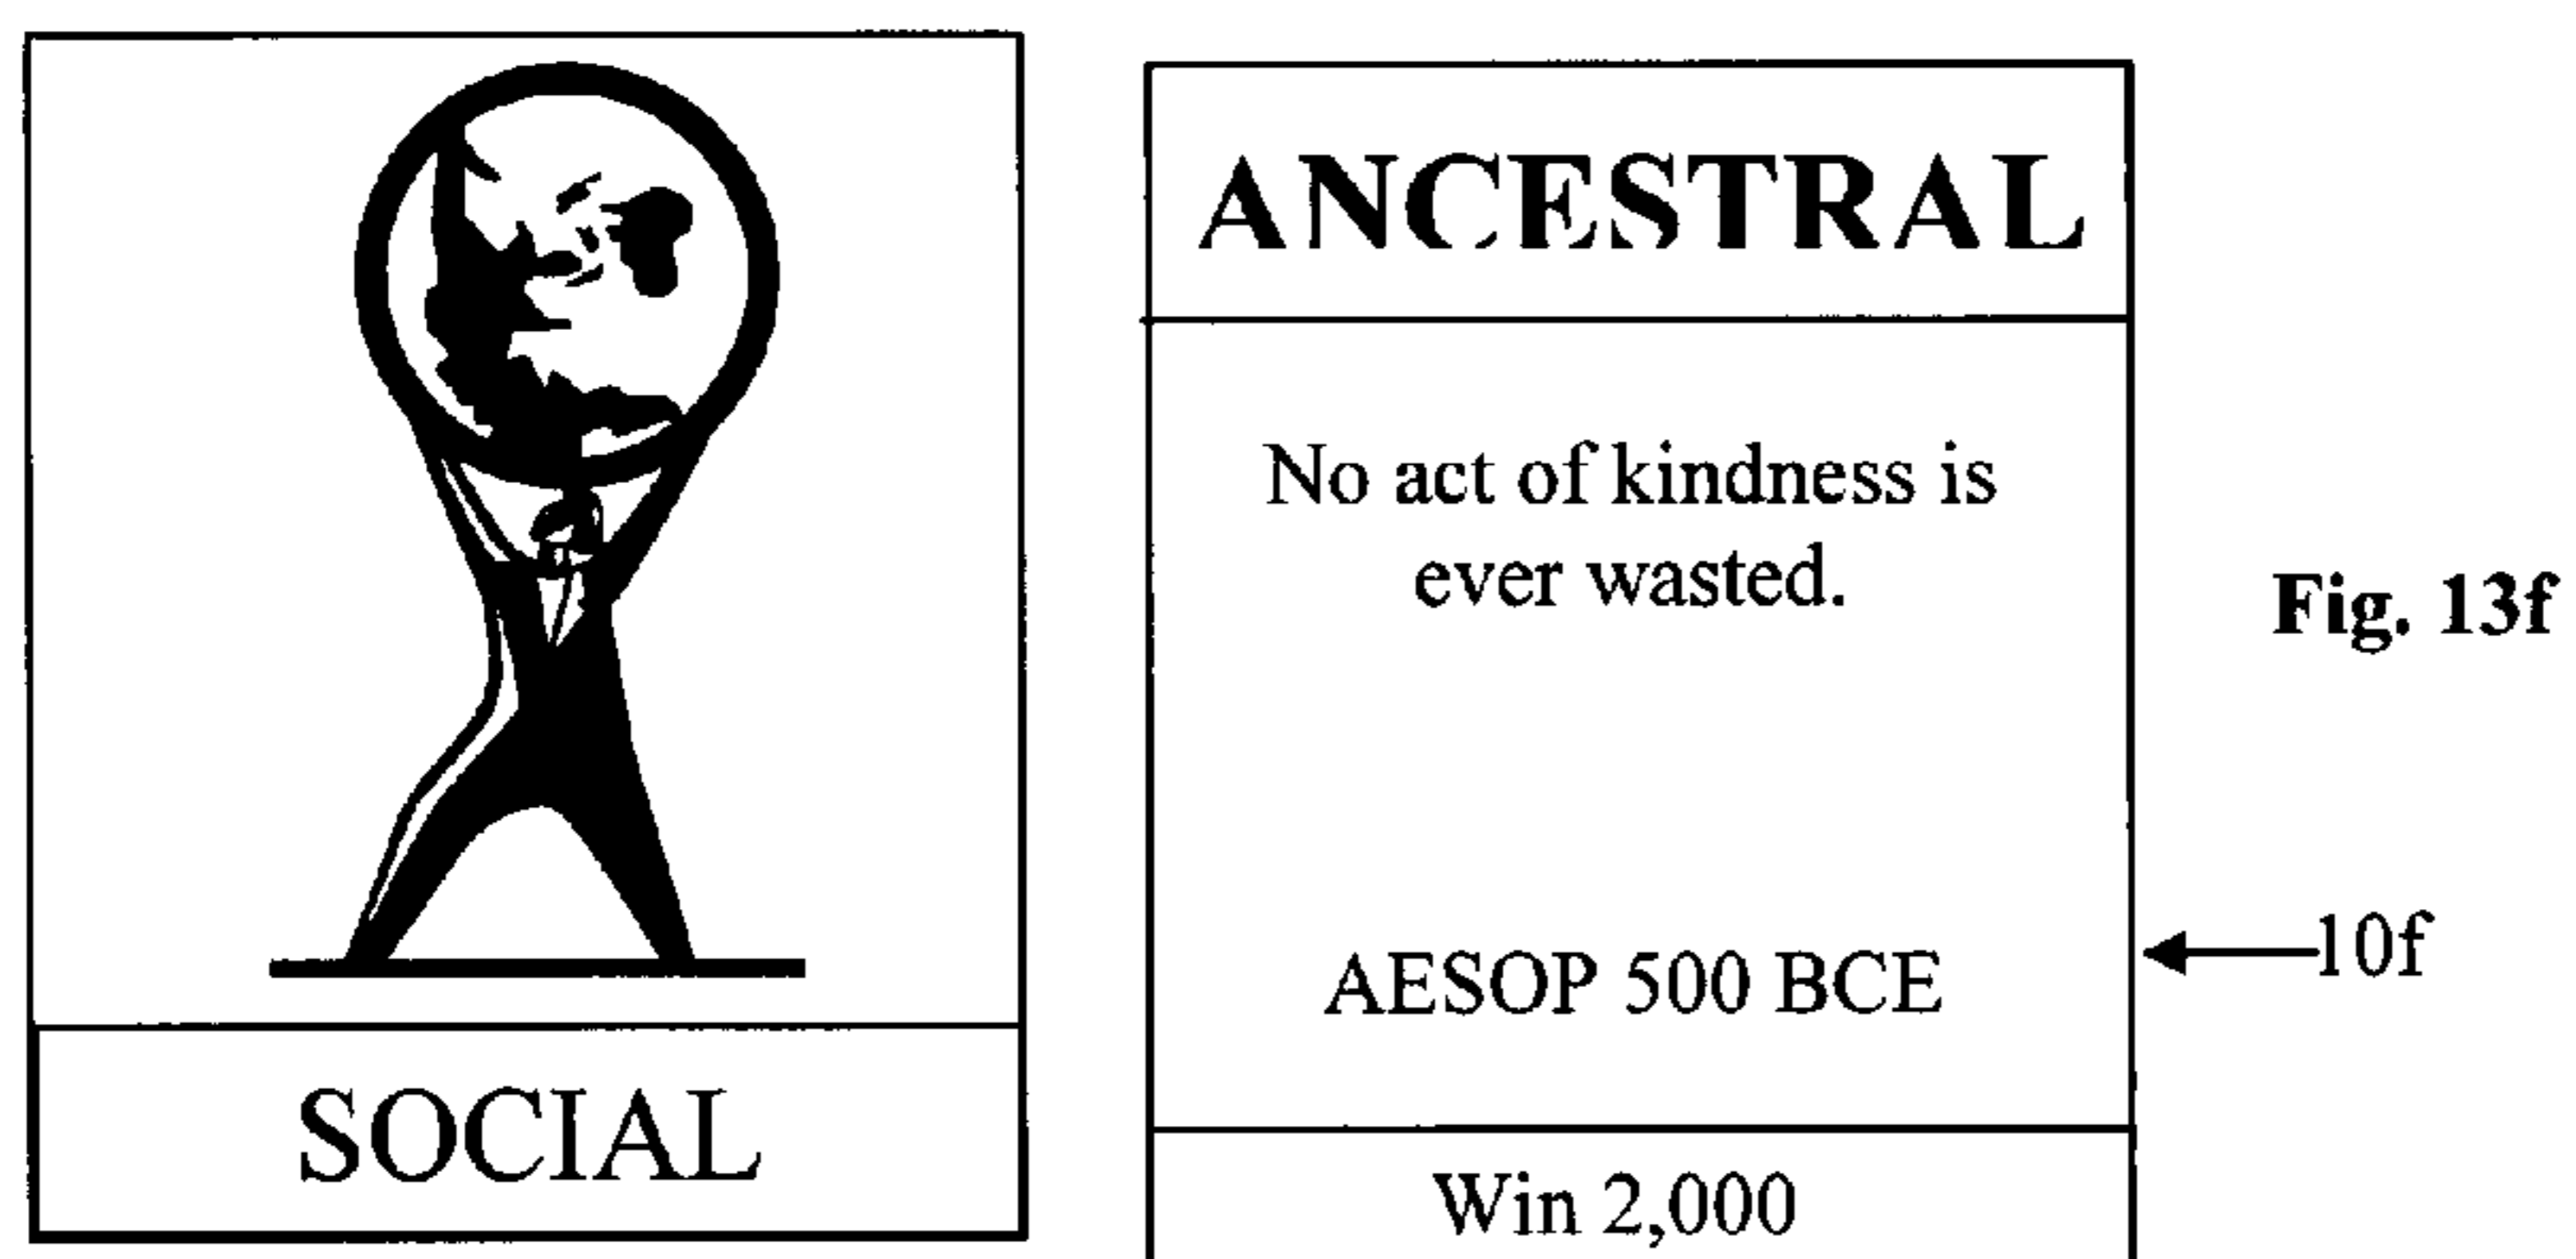 SOCIAL
ANCESTRAL
No act of kindness is
ever wasted.
AESOP 500 BCE
Win 2,000
Fig. 13f
10f